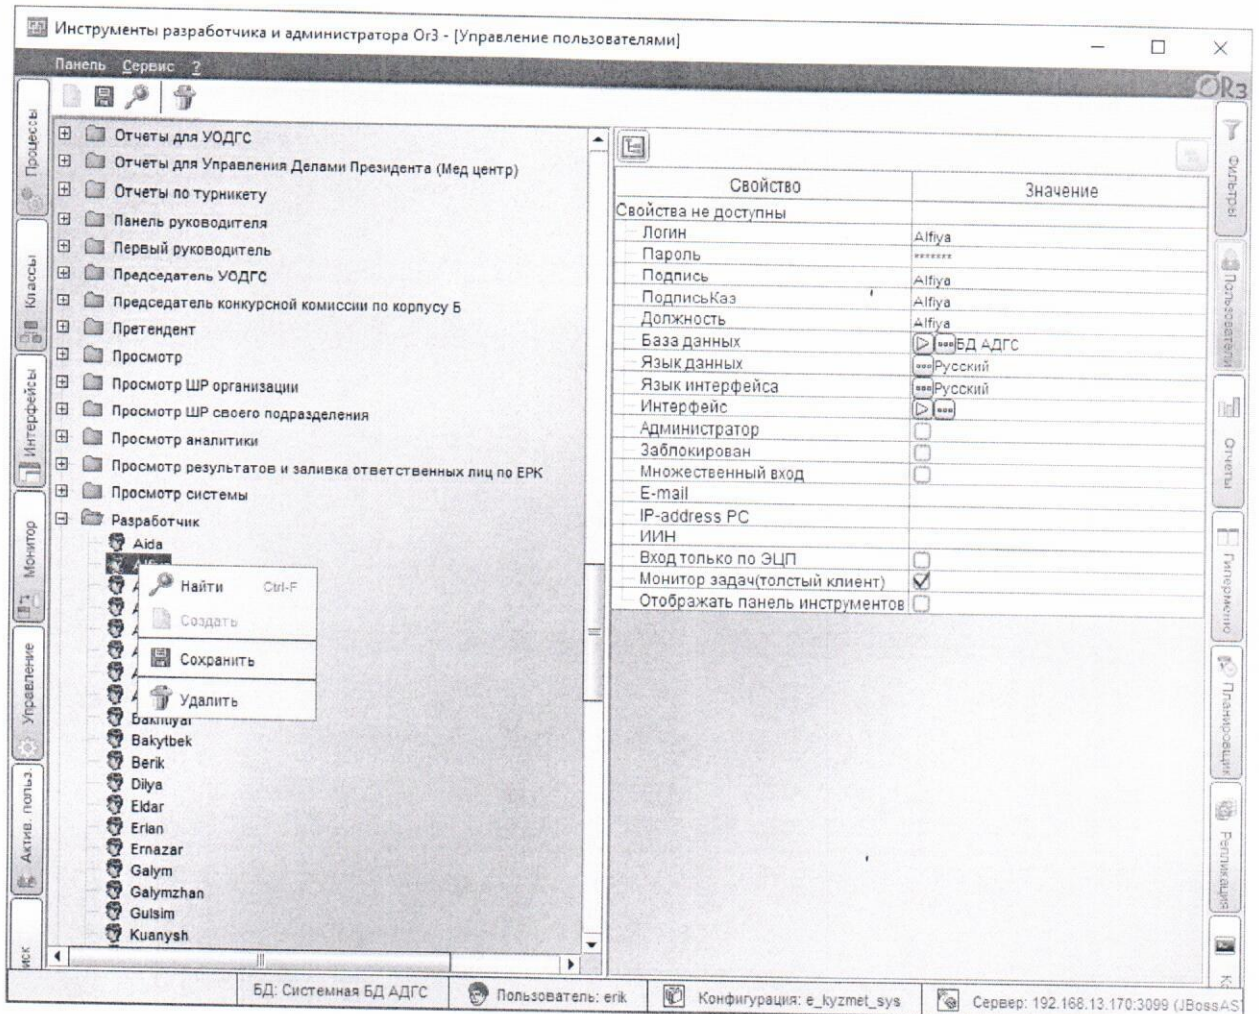 Инструменты разработчика и администратора Or3 - [Управление пользователями]
Панель Сервис ?
OR3
Процессы
Классы
Интерфейсы
Монитор
Управление
Актив. польз.
Отчеты для УОДГС
Отчеты для Управления Делами Президента (Мед центр)
Отчеты по турникету
Панель руководителя
Первый руководитель
Председатель УОДГС
Председатель конкурсной комиссии по корпусу Б
Претендент
Просмотр
Просмотр ШР организации
Просмотр ШР своего подразделения
Просмотр аналитики
Просмотр результатов и заливка ответственных лиц по ЕРК
Просмотр системы
Разработчик
Aida
Найти Ctrl-F
Создать
Сохранить
Удалить
Bakhtiyar
Bakytbek
Berik
Dilya
Eldar
Erlan
Ernazar
Galym
Galymzhan
Gulsim
Kuanysh
Свойство Значение
Свойства не доступны
Логин Alfiya
Пароль *******
Подпись Alfiya
ПодписьКаз Alfiya
Должность Alfiya
База данных БД АДГС
Язык данных Русский
Язык интерфейса Русский
Интерфейс
Администратор
Заблокирован
Множественный вход
E-mail
IP-address PC
ИИН
Вход только по ЭЦП
Монитор задач(толстый клиент)
Отображать панель инструментов
Фильтры
Пользователи
Отчеты
Гиперменю
Планировщик
Репликация
БД: Системная БД АДГС
Пользователь: erik
Конфигурация: e_kyzmet_sys
Сервер: 192.168.13.170:3099 (JBossAS